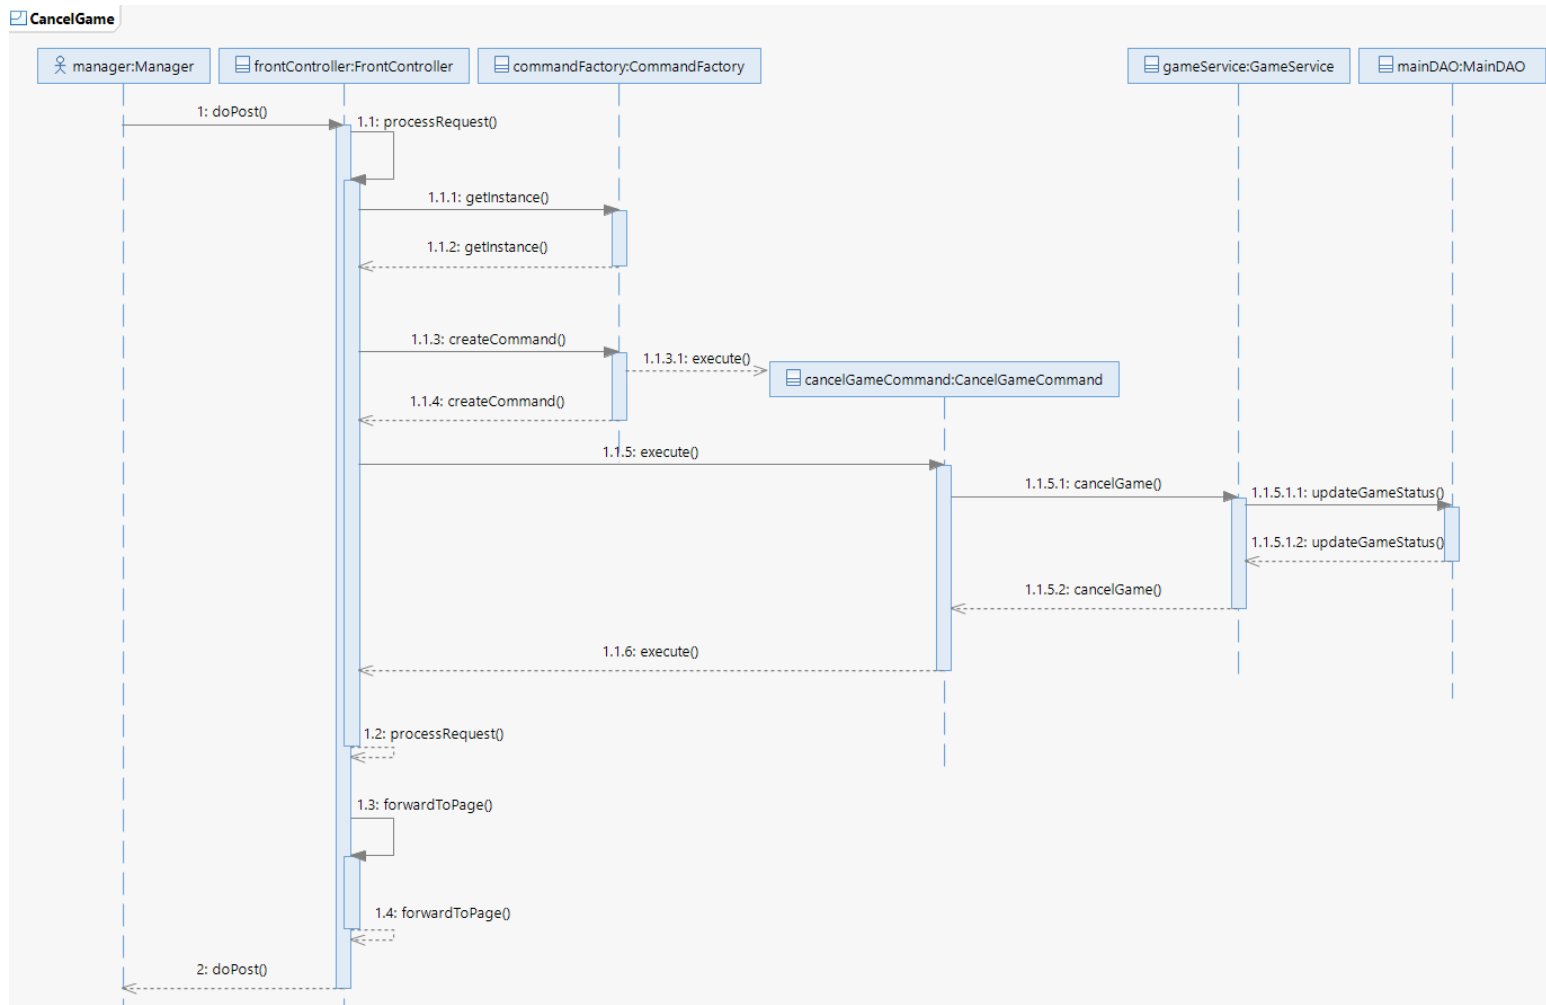 CancelGame
manager:Manager
frontController:FrontController
commandFactory:CommandFactory
gameService:GameService
mainDAO:MainDAO
1: doPost()
1.1: processRequest()
1.1.1: getInstance()
1.1.2: getInstance()
1.1.3: createCommand()
1.1.3.1: execute()
cancelGameCommand:CancelGameCommand
1.1.4: createCommand()
1.1.5: execute()
1.1.5.1: cancelGame()
1.1.5.1.1: updateGameStatus()
1.1.5.1.2: updateGameStatus()
1.1.5.2: cancelGame()
1.1.6: execute()
1.2: processRequest()
1.3: forwardToPage()
1.4: forwardToPage()
2: doPost()